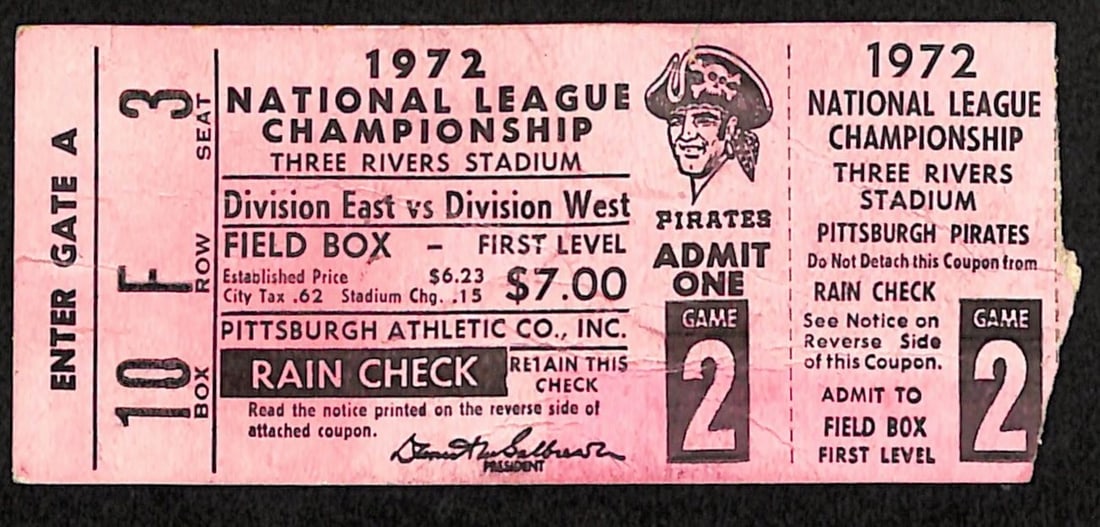 ENTER GATE A
10 F 3
BOX ROW SEAT
1972
NATIONAL LEAGUE
CHAMPIONSHIP
THREE RIVERS STADIUM
Division East vs Division West
FIELD BOX – FIRST LEVEL
Established Price $6.23
City Tax .62 Stadium Chg. .15 $7.00
PITTSBURGH ATHLETIC CO., INC.
RAIN CHECK RETAIN THIS
CHECK
Read the notice printed on the reverse side of
attached coupon.
PRESIDENT
PIRATES
ADMIT
ONE
GAME
2
1972
NATIONAL LEAGUE
CHAMPIONSHIP
THREE RIVERS
STADIUM
PITTSBURGH PIRATES
Do Not Detach this Coupon from
RAIN CHECK
See Notice on
Reverse Side
of this Coupon.
ADMIT TO
FIELD BOX
FIRST LEVEL
GAME
2